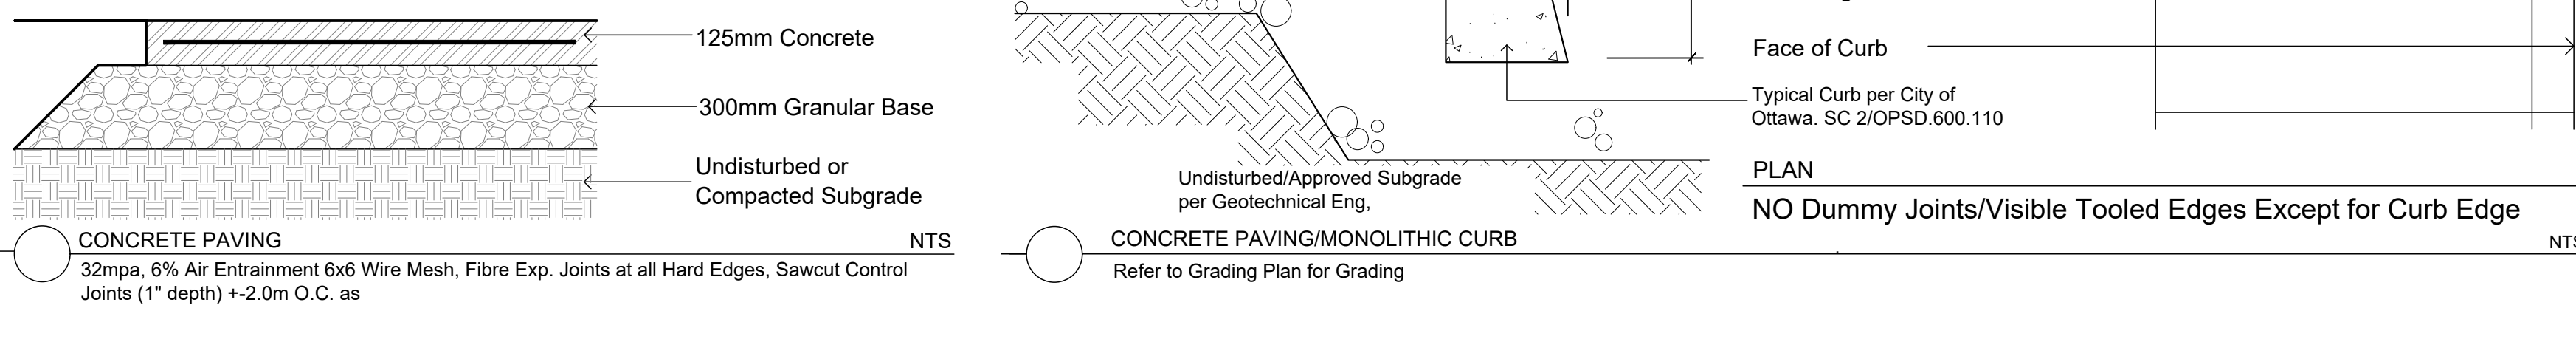 125mm Concrete
300mm Granular Base
Undisturbed or
Compacted Subgrade
CONCRETE PAVING
NTS
32mpa, 6% Air Entrainment 6x6 Wire Mesh, Fibre Exp. Joints at all Hard Edges, Sawcut Control
Joints (1" depth) +-2.0m O.C. as
Undisturbed/Approved Subgrade
per Geotechnical Eng,
CONCRETE PAVING/MONOLITHIC CURB
Refer to Grading Plan for Grading
Face of Curb
Typical Curb per City of
Ottawa. SC 2/OPSD.600.110
PLAN
NO Dummy Joints/Visible Tooled Edges Except for Curb Edge
NTS